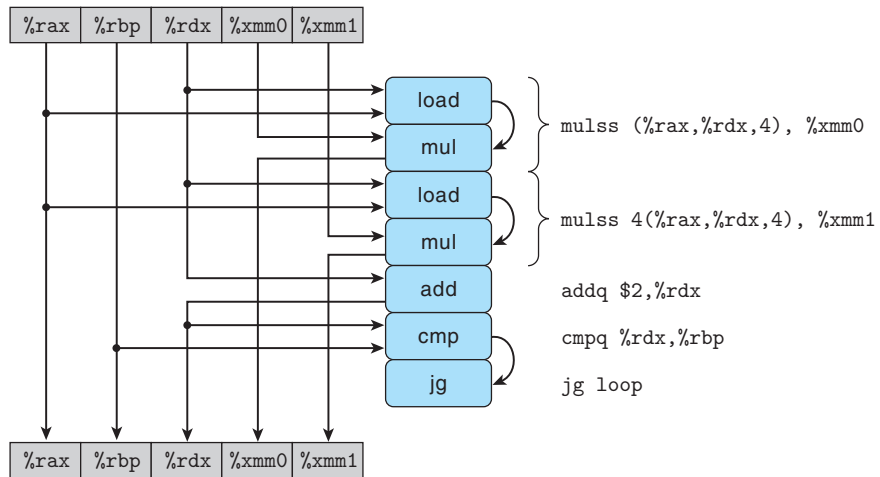 %rax %rbp %rdx %xmm0 %xmm1
load
mulss (%rax,%rdx,4), %xmm0
mul
load
mulss 4(%rax,%rdx,4), %xmm1
mul
add addq $2,%rdx
cmp cmpq %rdx,%rbp
jg jg loop
%rax %rbp %rdx %xmm0 %xmm1